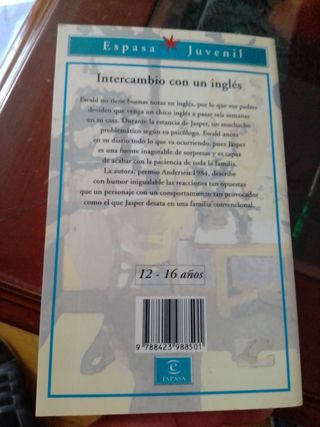 Espasa Juvenil
Intercambio con un inglés
Ewald no tiene buenas notas en inglés, por lo que sus padres
deciden que venga un chico inglés a pasar seis semanas
en su casa. Durante la estancia de Jasper, un muchacho
problemático según su psicólogo, Ewald anota
en su diario todo lo que va ocurriendo, pues Jasper
es una fuente inagotable de sorpresas y es capaz
de acabar con la paciencia de toda la familia.
La autora, premio Andersen 1984, describe
con humor inigualable las reacciones tan opuestas
que un personaje con un comportamiento tan provocador
como el que Jasper desata en una familia convencional.
12 - 16 años
9 788423 988501
ESPASA